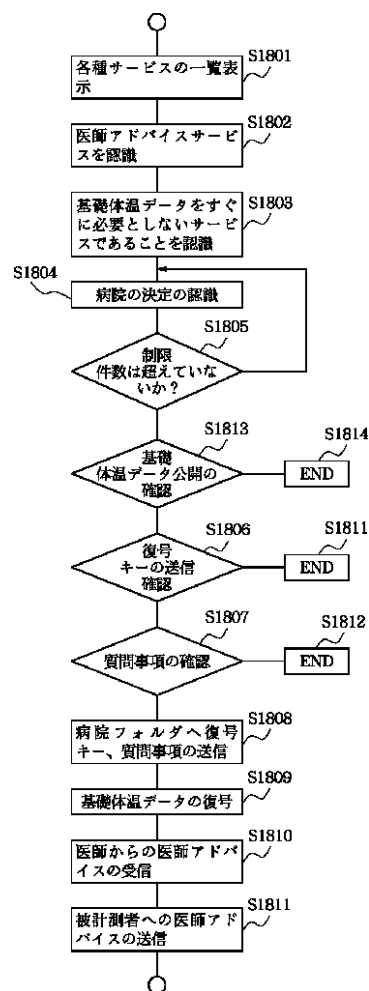 各種サービスの一覧表
示
S1801
医師アドバイスサービ
スを認識
S1802
基礎体温データをすぐ
に必要としないサービ
スであることを認識
S1803
S1804
病院の決定の認識
制限
件数は超えていな
いか？
S1805
基礎
体温データ公開の
確認
S1813
END
S1814
復号
キーの送信
確認
S1806
END
S1811
質問事項の確認
S1807
END
S1812
病院フォルダへ復号
キー、質問事項の送信
S1808
基礎体温データの復号
S1809
医師からの医師アドバ
イスの受信
S1810
被計測者への医師アド
バイスの送信
S1811